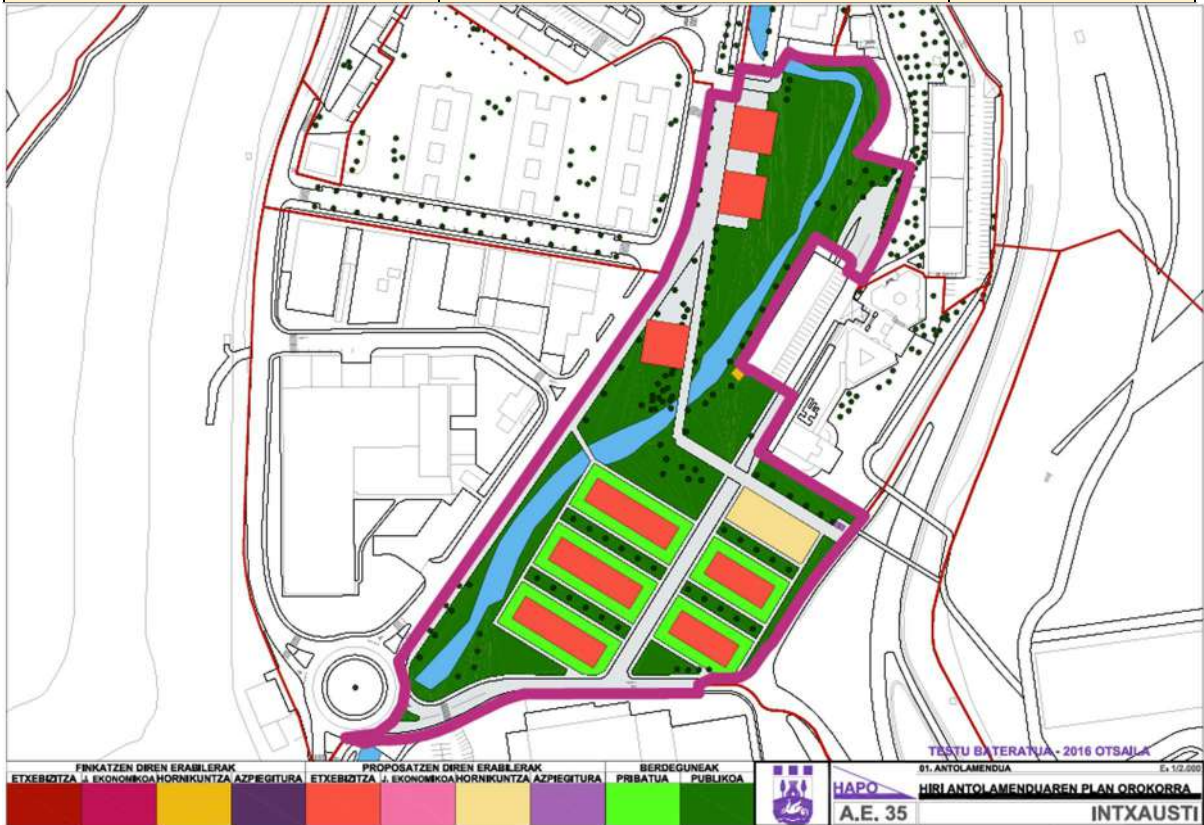 TESTU BATERATUA - 2016 OTSAILA
FINKATZEN DIREN ERABILERAK PROPOSATZEN DIREN ERABILERAK BERDEGUNEAK
ETXEBIZITZA J. EKONOMIKOA HORNIKUNTZA AZPIEGITURA ETXEBIZITZA J. EKONOMIKOA HORNIKUNTZA AZPIEGITURA PRIBATUA PUBLIKOA
01. ANTOLAMENDUA E: 1/2.000
HAPO HIRI ANTOLAMENDUAREN PLAN OROKORRA
A.E. 35 INTXAUSTI